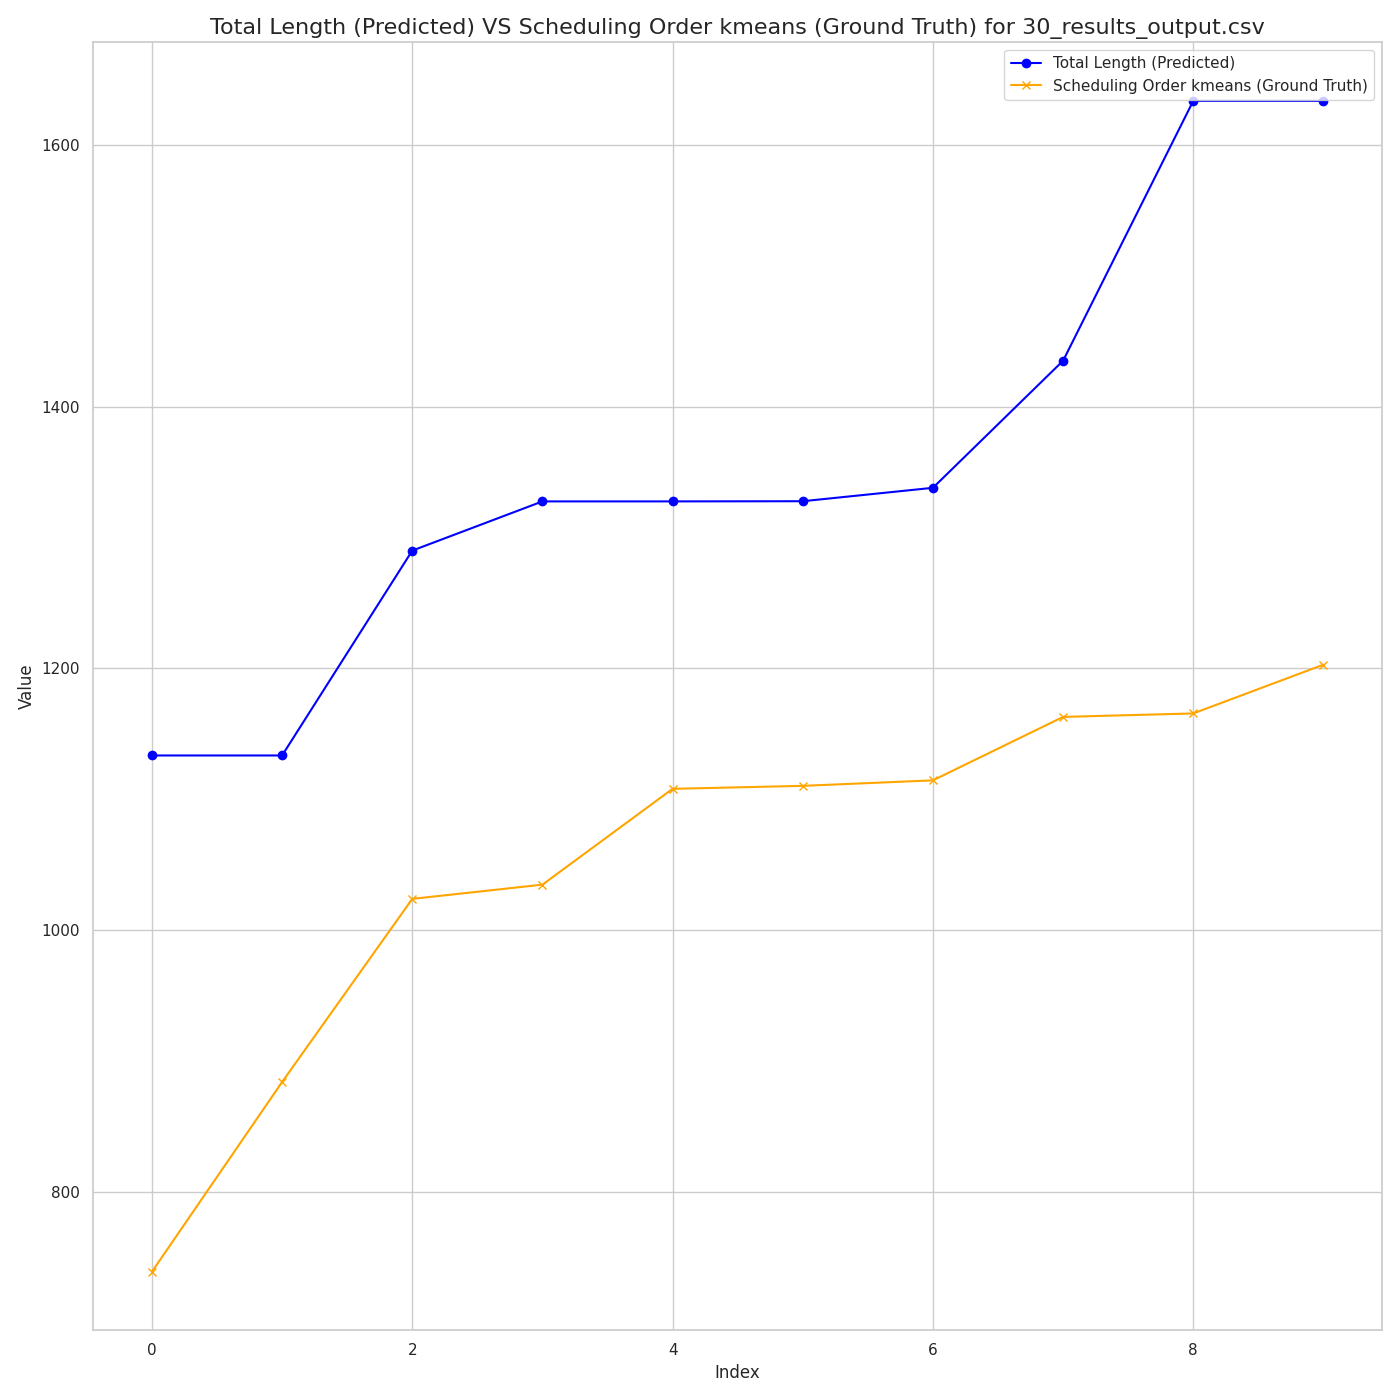 Total Length (Predicted) VS Scheduling Order kmeans (Ground Truth) for 30_results_output.csv
Total Length (Predicted)
Scheduling Order kmeans (Ground Truth)
1600
1400
1200
1000
800
Value
0 2 4 6 8
Index